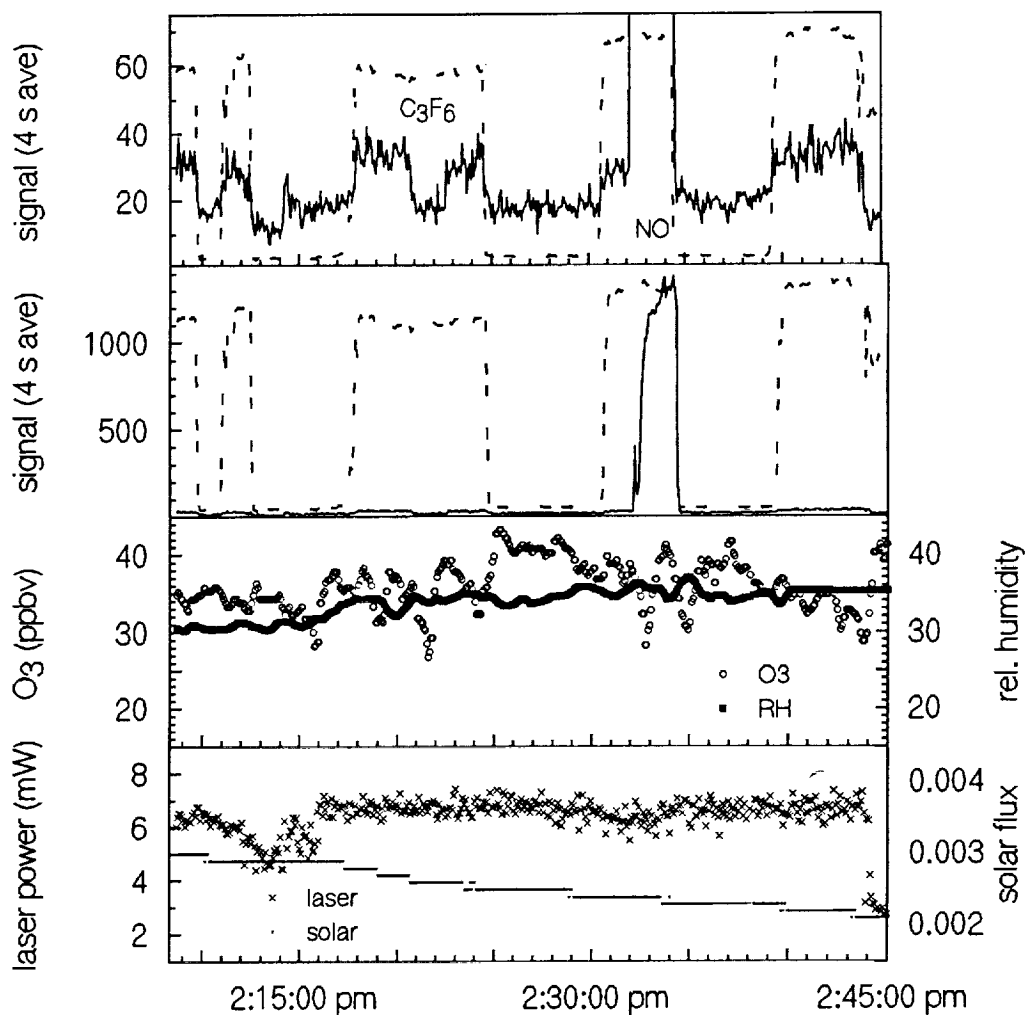 signal (4 s ave)
60
40
20
C3F6
NO
signal (4 s ave)
1000
500
O3 (ppbv)
40
30
20
40
30
20
rel. humidity
O3
RH
laser power (mW)
8
6
4
2
0.004
0.003
0.002
solar flux
laser
solar
2:15:00 pm
2:30:00 pm
2:45:00 pm